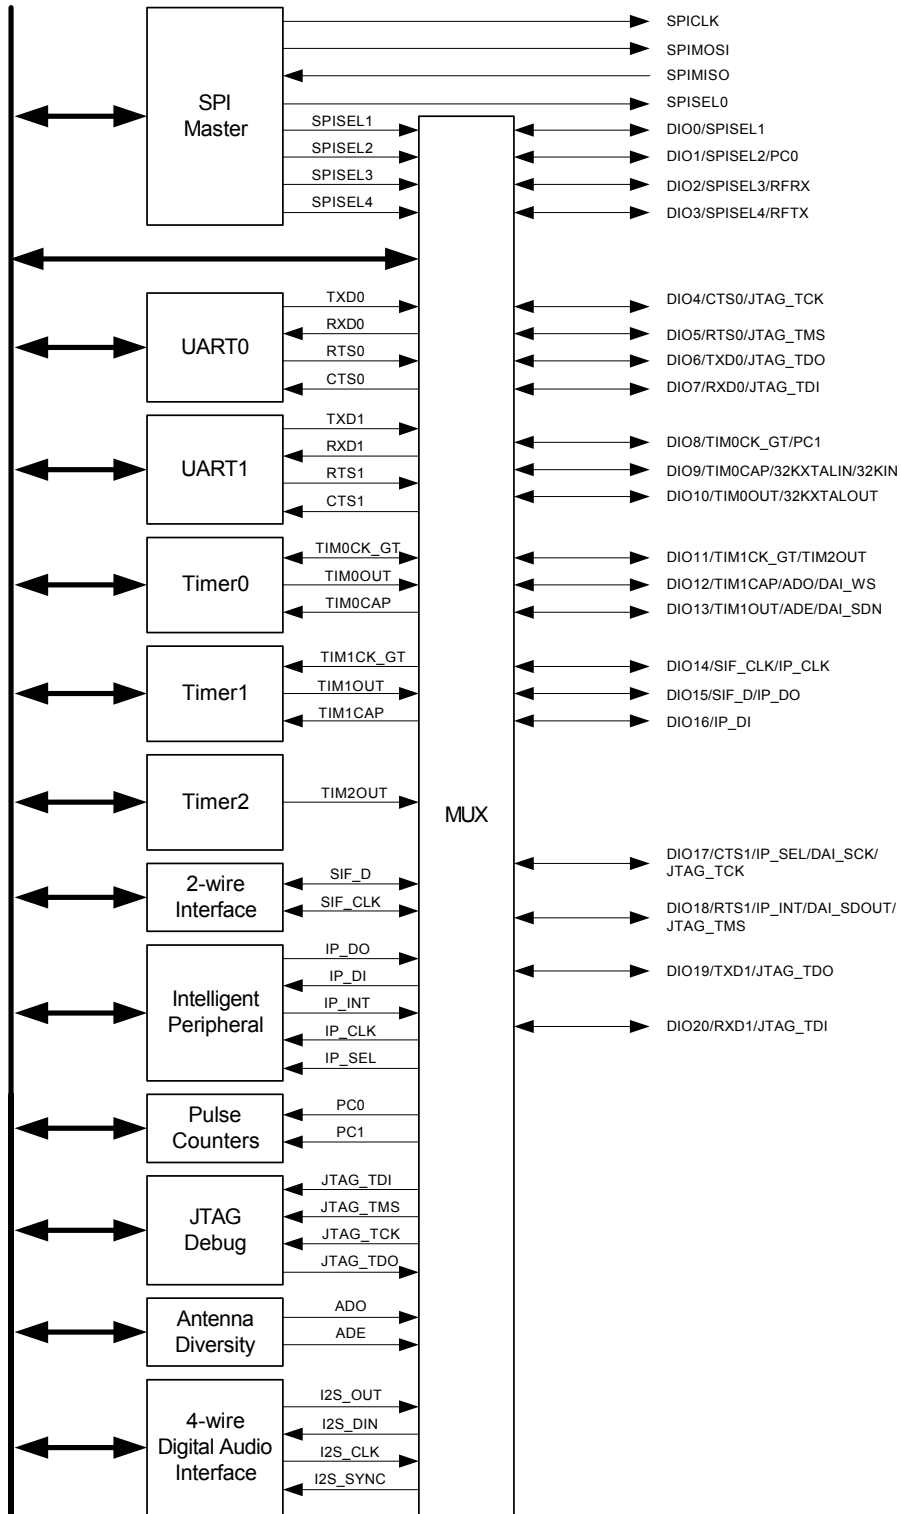 SPICLK
SPIMOSI
SPIMISO
SPISEL0
SPI
Master
SPISEL1
SPISEL2
SPISEL3
SPISEL4
DIO0/SPISEL1
DIO1/SPISEL2/PC0
DIO2/SPISEL3/RFRX
DIO3/SPISEL4/RFTX
UART0
TXD0
RXD0
RTS0
CTS0
DIO4/CTS0/JTAG_TCK
DIO5/RTS0/JTAG_TMS
DIO6/TXD0/JTAG_TDO
DIO7/RXD0/JTAG_TDI
UART1
TXD1
RXD1
RTS1
CTS1
DIO8/TIM0CK_GT/PC1
DIO9/TIM0CAP/32KXTALIN/32KIN
DIO10/TIM0OUT/32KXTALOUT
Timer0
TIM0CK_GT
TIM0OUT
TIM0CAP
DIO11/TIM1CK_GT/TIM2OUT
DIO12/TIM1CAP/ADO/DAI_WS
DIO13/TIM1OUT/ADE/DAI_SDN
Timer1
TIM1CK_GT
TIM1OUT
TIM1CAP
DIO14/SIF_CLK/IP_CLK
DIO15/SIF_D/IP_DO
DIO16/IP_DI
Timer2
TIM2OUT
MUX
2-wire
Interface
SIF_D
SIF_CLK
DIO17/CTS1/IP_SEL/DAI_SCK/
JTAG_TCK
DIO18/RTS1/IP_INT/DAI_SDOUT/
JTAG_TMS
Intelligent
Peripheral
IP_DO
IP_DI
IP_INT
IP_CLK
IP_SEL
DIO19/TXD1/JTAG_TDO
DIO20/RXD1/JTAG_TDI
Pulse
Counters
PC0
PC1
JTAG
Debug
JTAG_TDI
JTAG_TMS
JTAG_TCK
JTAG_TDO
Antenna
Diversity
ADO
ADE
4-wire
Digital Audio
Interface
I2S_OUT
I2S_DIN
I2S_CLK
I2S_SYNC